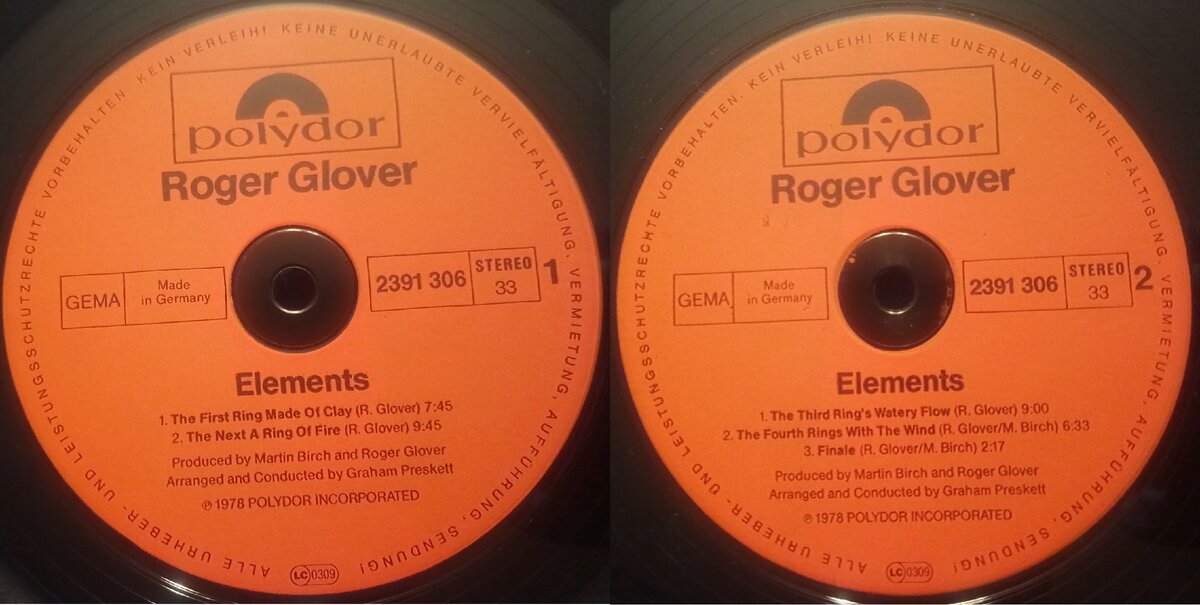 ALLE URHEBER- UND LEISTUNGSSCHUTZRECHTE VORBEHALTEN KEIN VERLEIH! KEINE UNERLAUBTE VERVIELFÄLTIGUNG, VERMIETUNG, AUFFÜHRUNG, SENDUNG!
polydor
Roger Glover
GEMA
Made
in Germany
2391 306
STEREO
33
1
Elements
1. The First Ring Made Of Clay (R. Glover) 7:45
2. The Next A Ring Of Fire (R. Glover) 9:45
Produced by Martin Birch and Roger Glover
Arranged and Conducted by Graham Preskett
℗ 1978 POLYDOR INCORPORATED
LC 0309
ALLE URHEBER- UND LEISTUNGSSCHUTZRECHTE VORBEHALTEN. KEIN VERLEIH! KEINE UNERLAUBTE VERVIELFÄLTIGUNG, VERMIETUNG, AUFFÜHRUNG, SENDUNG!
polydor
Roger Glover
GEMA
Made
in Germany
2391 306
STEREO
33
2
Elements
1. The Third Ring's Watery Flow (R. Glover) 9:00
2. The Fourth Rings With The Wind (R. Glover/M. Birch) 6:33
3. Finale (R. Glover/M. Birch) 2:17
Produced by Martin Birch and Roger Glover
Arranged and Conducted by Graham Preskett
℗ 1978 POLYDOR INCORPORATED
LC 0309